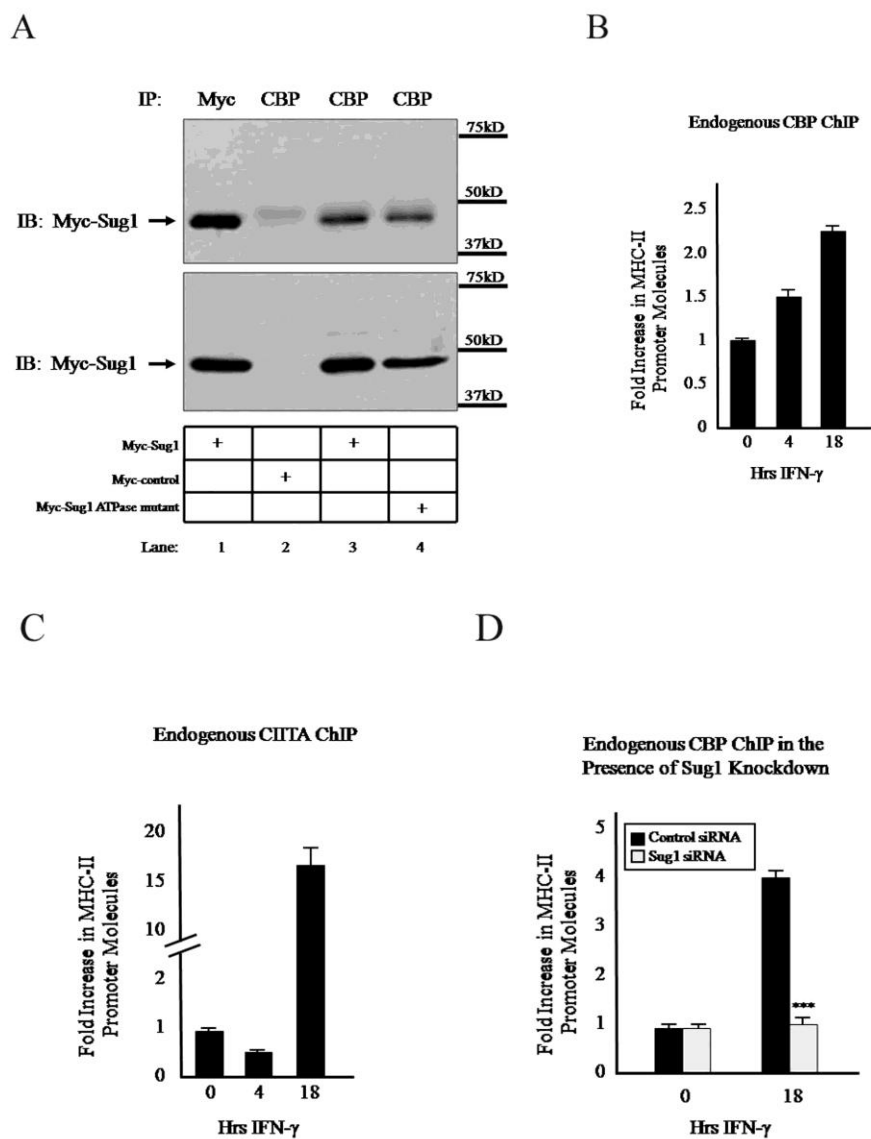 A
IP: Myc CBP CBP CBP
75kD
50kD
IB: Myc-Sug1
37kD
75kD
50kD
IB: Myc-Sug1
37kD
Myc-Sug1 +
Myc-control +
Myc-Sug1 ATPase mutant +
Lane: 1 2 3 4
B
Endogenous CBP ChIP
Fold Increase in MHC-II
Promoter Molecules
2.5
2
1.5
1
0.5
0
0 4 18
Hrs IFN-γ
C
Endogenous CIITA ChIP
Fold Increase in MHC-II
Promoter Molecules
20
15
10
2
1
0
0 4 18
Hrs IFN-γ
D
Endogenous CBP ChIP in the
Presence of Sug1 Knockdown
Fold Increase in MHC-II
Promoter Molecules
5
4
3
2
1
0
Control siRNA
Sug1 siRNA
***
0 18
Hrs IFN-γ